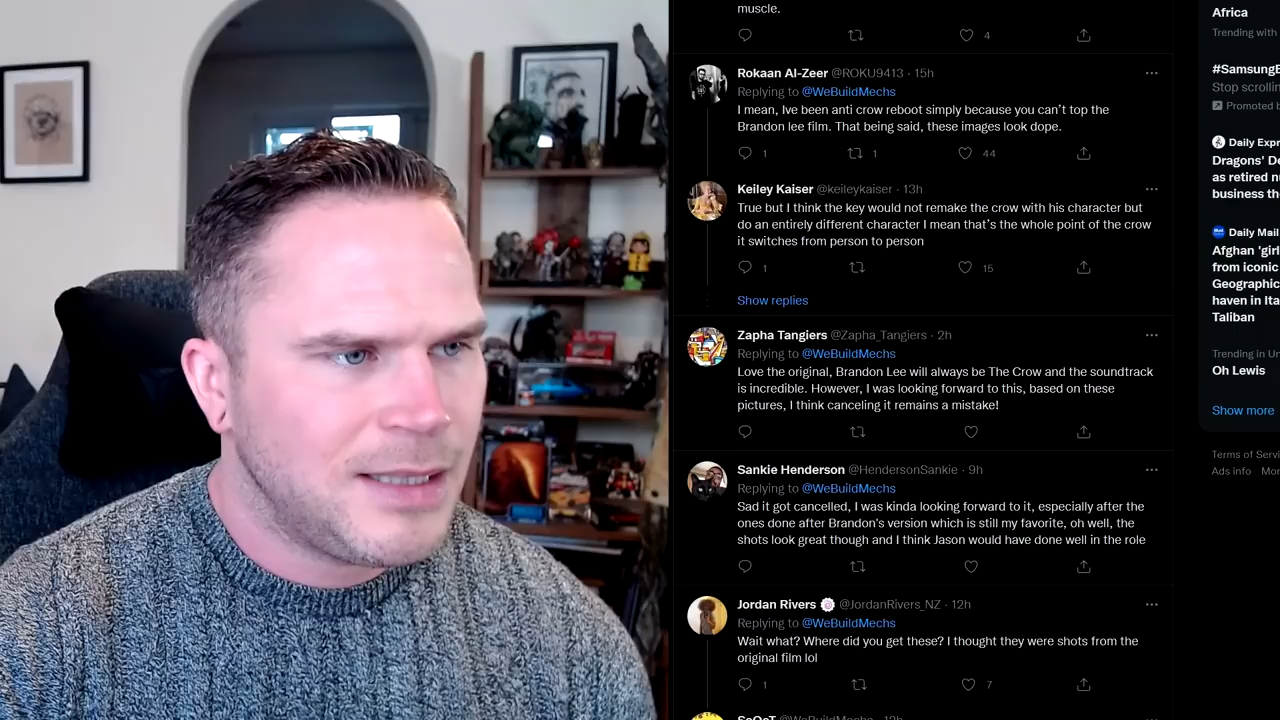 muscle.
4
Rokaan Al-Zeer @ROKU9413 · 15h
Replying to @WeBuildMechs
I mean, Ive been anti crow reboot simply because you can't top the
Brandon lee film. That being said, these images look dope.
1 1 44
Keiley Kaiser @keileykaiser · 13h
True but I think the key would not remake the crow with his character but
do an entirely different character I mean that's the whole point of the crow
it switches from person to person
1 15
Show replies
Zapha Tangiers @Zapha_Tangiers · 2h
Replying to @WeBuildMechs
Love the original, Brandon Lee will always be The Crow and the soundtrack
is incredible. However, I was looking forward to this, based on these
pictures, I think canceling it remains a mistake!
Sankie Henderson @HendersonSankie · 9h
Replying to @WeBuildMechs
Sad it got cancelled, I was kinda looking forward to it, especially after the
ones done after Brandon's version which is still my favorite, oh well, the
shots look great though and I think Jason would have done well in the role
Jordan Rivers @JordanRivers_NZ · 12h
Replying to @WeBuildMechs
Wait what? Where did you get these? I thought they were shots from the
original film lol
1 7
@WeBuildMechs · 12h
Africa
Trending with
#SamsungE
Stop scrollin
Promoted b
Daily Expr
Dragons' De
as retired nu
business th
Daily Mail
Afghan 'girl
from iconic
Geographic
haven in Ita
Taliban
Trending in Un
Oh Lewis
Show more
Terms of Servi
Ads info Mor